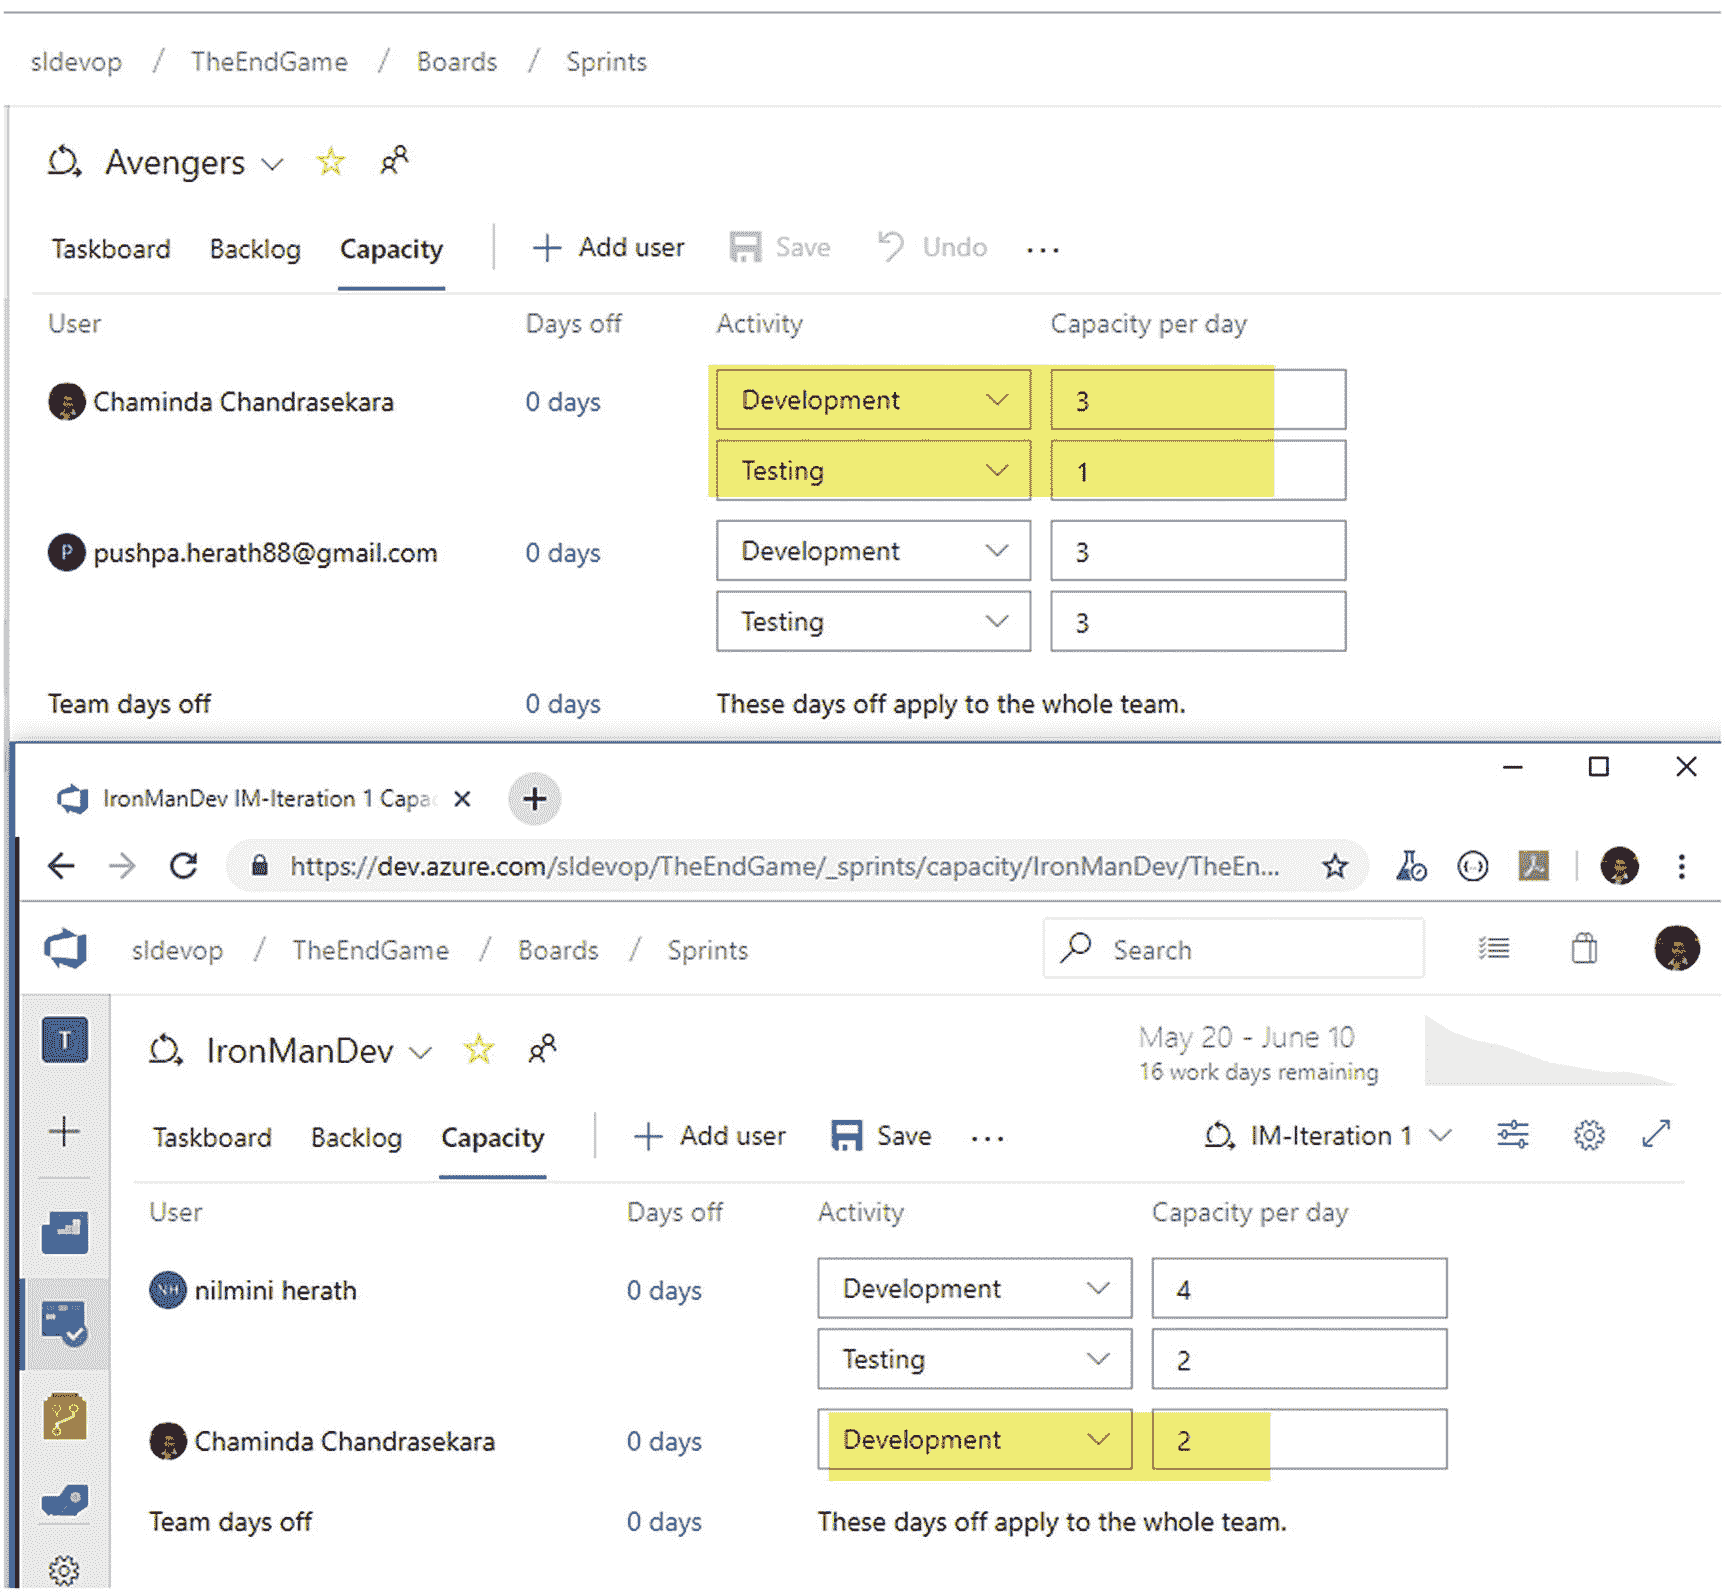 sldevop / TheEndGame / Boards / Sprints
Avengers
Taskboard Backlog Capacity Add user Save Undo ...
User Days off Activity Capacity per day
Chaminda Chandrasekara 0 days Development 3
Testing 1
P pushpa.herath88@gmail.com 0 days Development 3
Testing 3
Team days off 0 days These days off apply to the whole team.
IronManDev IM-Iteration 1 Capac
https://dev.azure.com/sldevop/TheEndGame/_sprints/capacity/IronManDev/TheEn...
sldevop / TheEndGame / Boards / Sprints Search
T
IronManDev May 20 - June 10
16 work days remaining
Taskboard Backlog Capacity Add user Save ... IM-Iteration 1
User Days off Activity Capacity per day
NH nilmini herath 0 days Development 4
Testing 2
Chaminda Chandrasekara 0 days Development 2
Team days off 0 days These days off apply to the whole team.